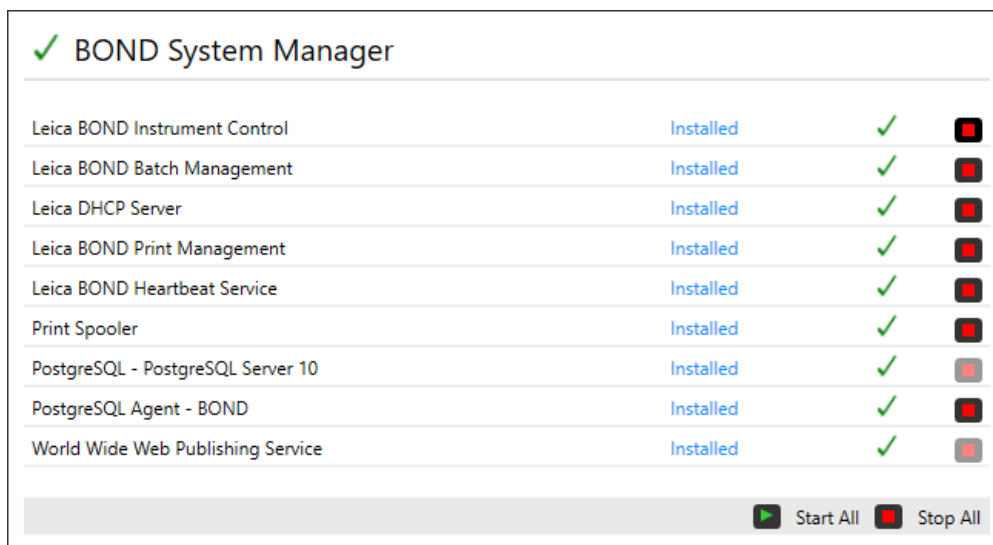 BOND System Manager
Leica BOND Instrument Control Installed
Leica BOND Batch Management Installed
Leica DHCP Server Installed
Leica BOND Print Management Installed
Leica BOND Heartbeat Service Installed
Print Spooler Installed
PostgreSQL - PostgreSQL Server 10 Installed
PostgreSQL Agent - BOND Installed
World Wide Web Publishing Service Installed
Start All Stop All